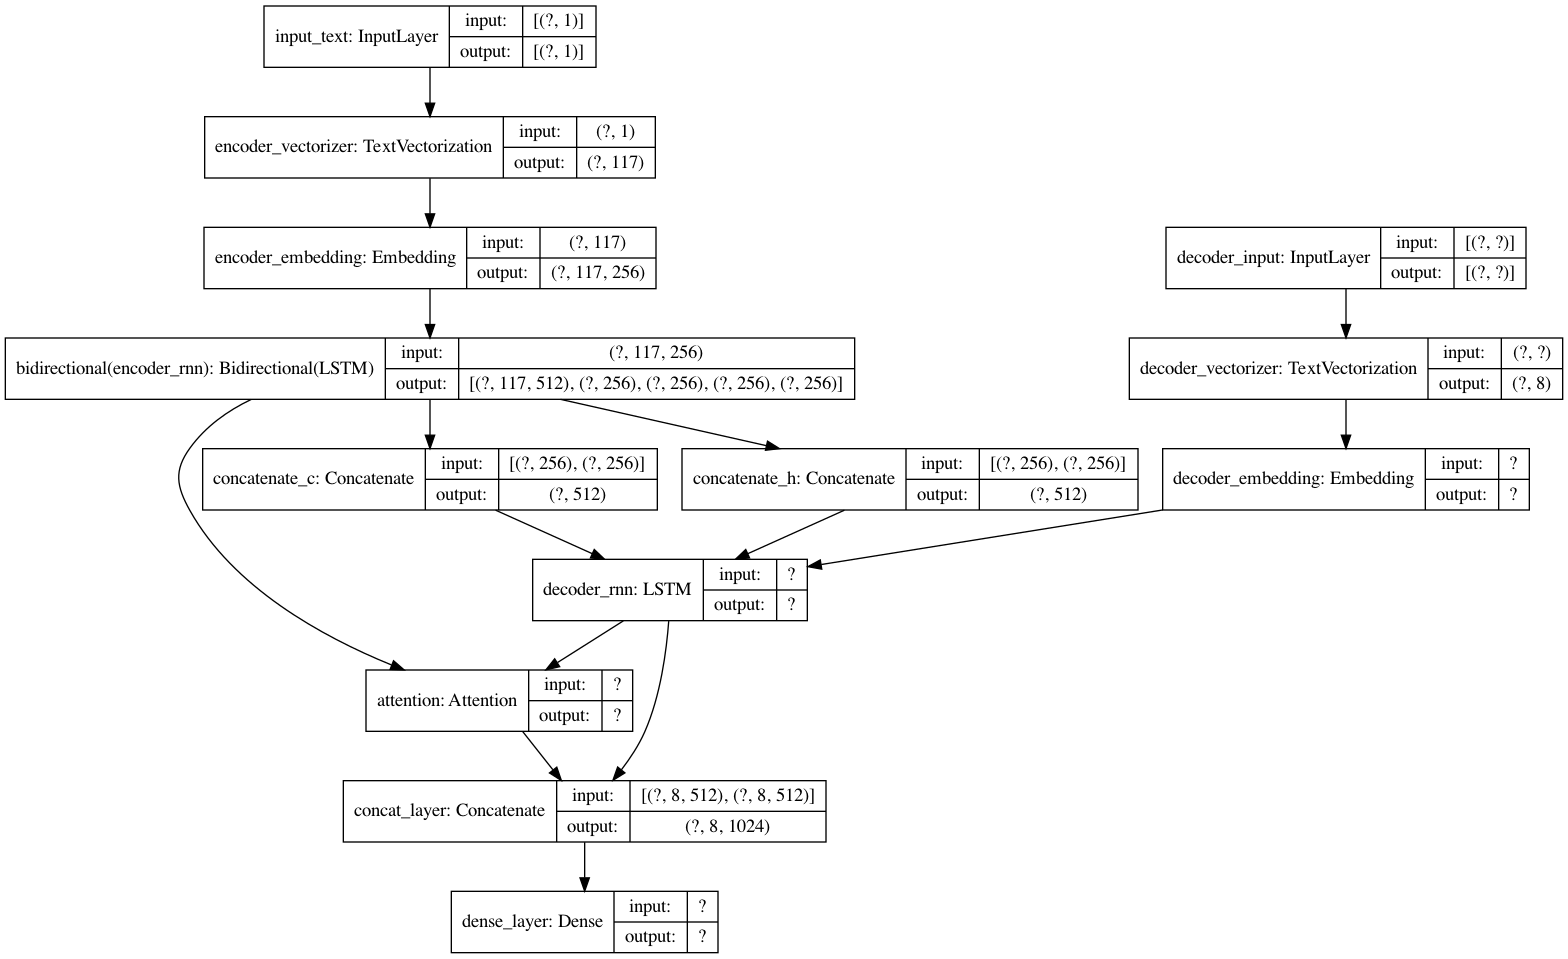 input_text: InputLayer
input:
[(?, 1)]
output:
[(?, 1)]
encoder_vectorizer: TextVectorization
input:
(?, 1)
output:
(?, 117)
encoder_embedding: Embedding
input:
(?, 117)
output:
(?, 117, 256)
decoder_input: InputLayer
input:
[(?, ?)]
output:
[(?, ?)]
bidirectional(encoder_rnn): Bidirectional(LSTM)
input:
(?, 117, 256)
output:
[(?, 117, 512), (?, 256), (?, 256), (?, 256), (?, 256)]
decoder_vectorizer: TextVectorization
input:
(?, ?)
output:
(?, 8)
concatenate_c: Concatenate
input:
[(?, 256), (?, 256)]
output:
(?, 512)
concatenate_h: Concatenate
input:
[(?, 256), (?, 256)]
output:
(?, 512)
decoder_embedding: Embedding
input:
?
output:
?
decoder_rnn: LSTM
input:
?
output:
?
attention: Attention
input:
?
output:
?
concat_layer: Concatenate
input:
[(?, 8, 512), (?, 8, 512)]
output:
(?, 8, 1024)
dense_layer: Dense
input:
?
output:
?